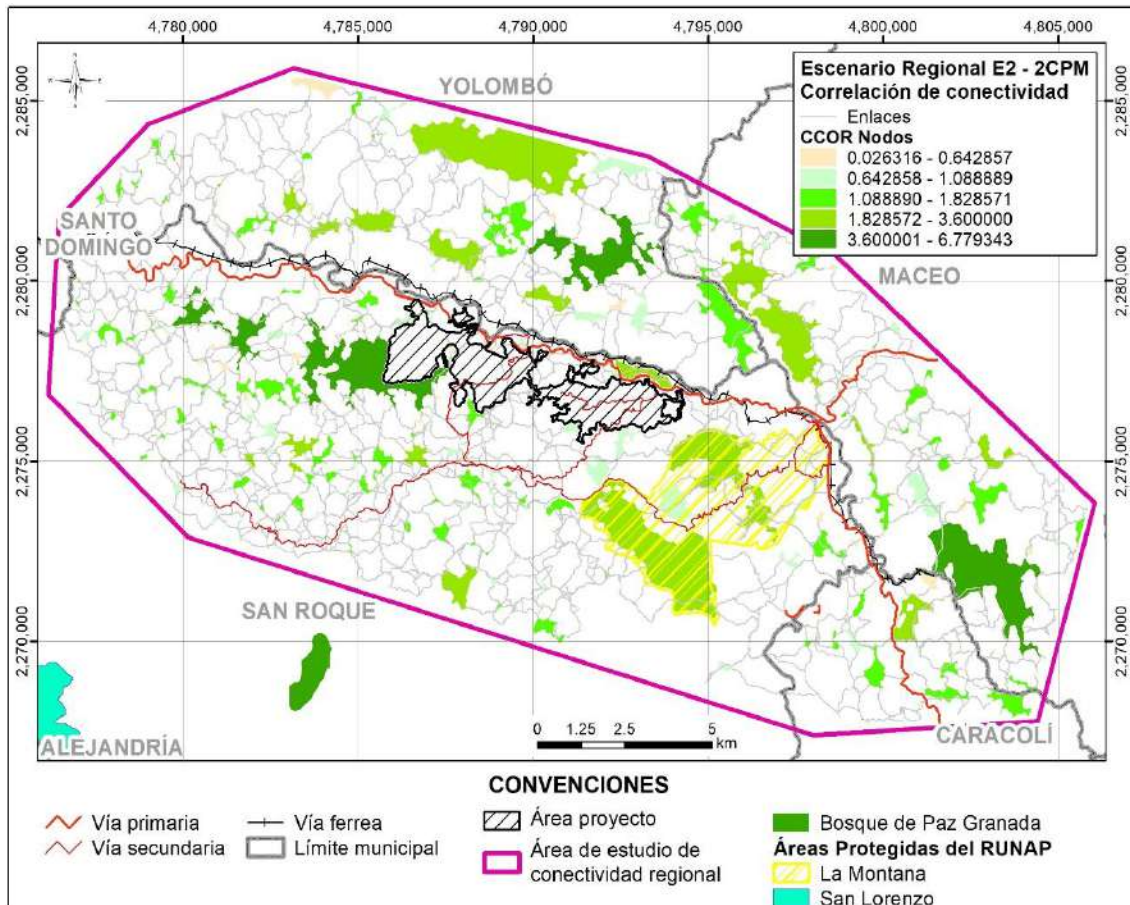 4,780,000 4,785,000 4,790,000 4,795,000 4,800,000 4,805,000
2,285,000
2,280,000
2,275,000
2,270,000
2,285,000
2,280,000
2,275,000
2,270,000
YOLOMBÓ
SANTO
DOMINGO
MACEO
SAN ROQUE
ALEJANDRÍA
CARACOLÍ
Escenario Regional E2 - 2CPM
Correlación de conectividad
Enlaces
CCOR Nodos
0.026316 - 0.642857
0.642858 - 1.088889
1.088890 - 1.828571
1.828572 - 3.600000
3.600001 - 6.779343
0 1.25 2.5 5
km
CONVENCIONES
Vía primaria
Vía secundaria
Vía ferrea
Límite municipal
Área proyecto
Área de estudio de
conectividad regional
Bosque de Paz Granada
Áreas Protegidas del RUNAP
La Montana
San Lorenzo